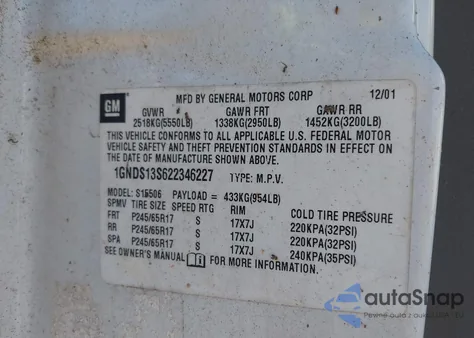 GM
MFD BY GENERAL MOTORS CORP 12/01
GVWR GAWR FRT GAWR RR
2518KG(5550LB) 1338KG(2950LB) 1452KG(3200LB)
THIS VEHICLE CONFORMS TO ALL APPLICABLE U.S. FEDERAL MOTOR
VEHICLE SAFETY AND THEFT PREVENTION STANDARDS IN EFFECT ON
THE DATE OF MANUFACTURE SHOWN ABOVE.
1GNDS13S622346227 TYPE: M.P.V.
MODEL: S15506 PAYLOAD = 433KG(954LB)
SPMV TIRE SIZE SPEED RTG RIM COLD TIRE PRESSURE
FRT P245/65R17 S 17X7J 220KPA(32PSI)
RR P245/65R17 S 17X7J 220KPA(32PSI)
SPA P245/65R17 S 17X7J 240KPA(35PSI)
SEE OWNER'S MANUAL FOR MORE INFORMATION.
autoSnap